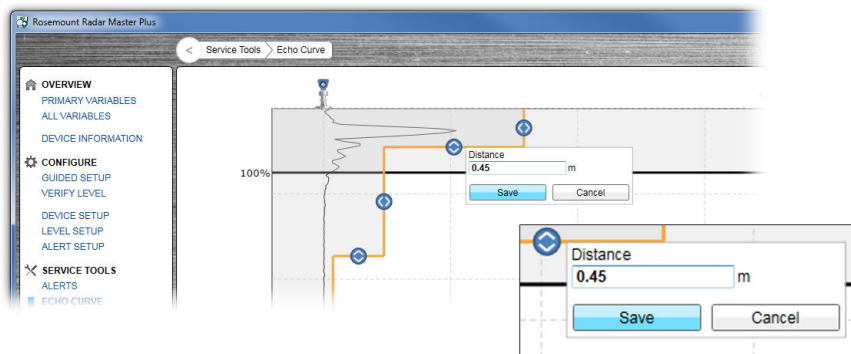 Rosemount Radar Master Plus
< Service Tools > Echo Curve
OVERVIEW
PRIMARY VARIABLES
ALL VARIABLES
DEVICE INFORMATION
CONFIGURE
GUIDED SETUP
VERIFY LEVEL
DEVICE SETUP
LEVEL SETUP
ALERT SETUP
SERVICE TOOLS
ALERTS
ECHO CURVE
100%
Distance
0.45 m
Save Cancel
Distance
0.45 m
Save Cancel